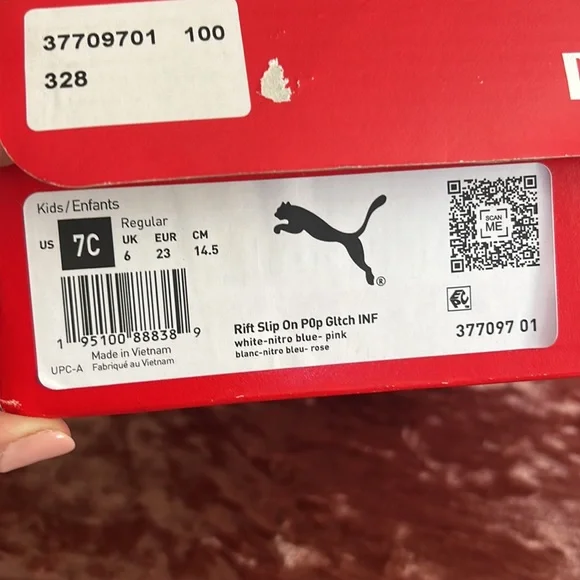 37709701 100
328
Kids/Enfants
Regular
US 7C UK EUR CM
6 23 14.5
1 95100 88838 9
Made in Vietnam
UPC-A Fabriqué au Vietnam
®
Rift Slip On P0p Gltch INF
white-nitro blue- pink
blanc-nitro bleu- rose
SCAN
ME
377097 01